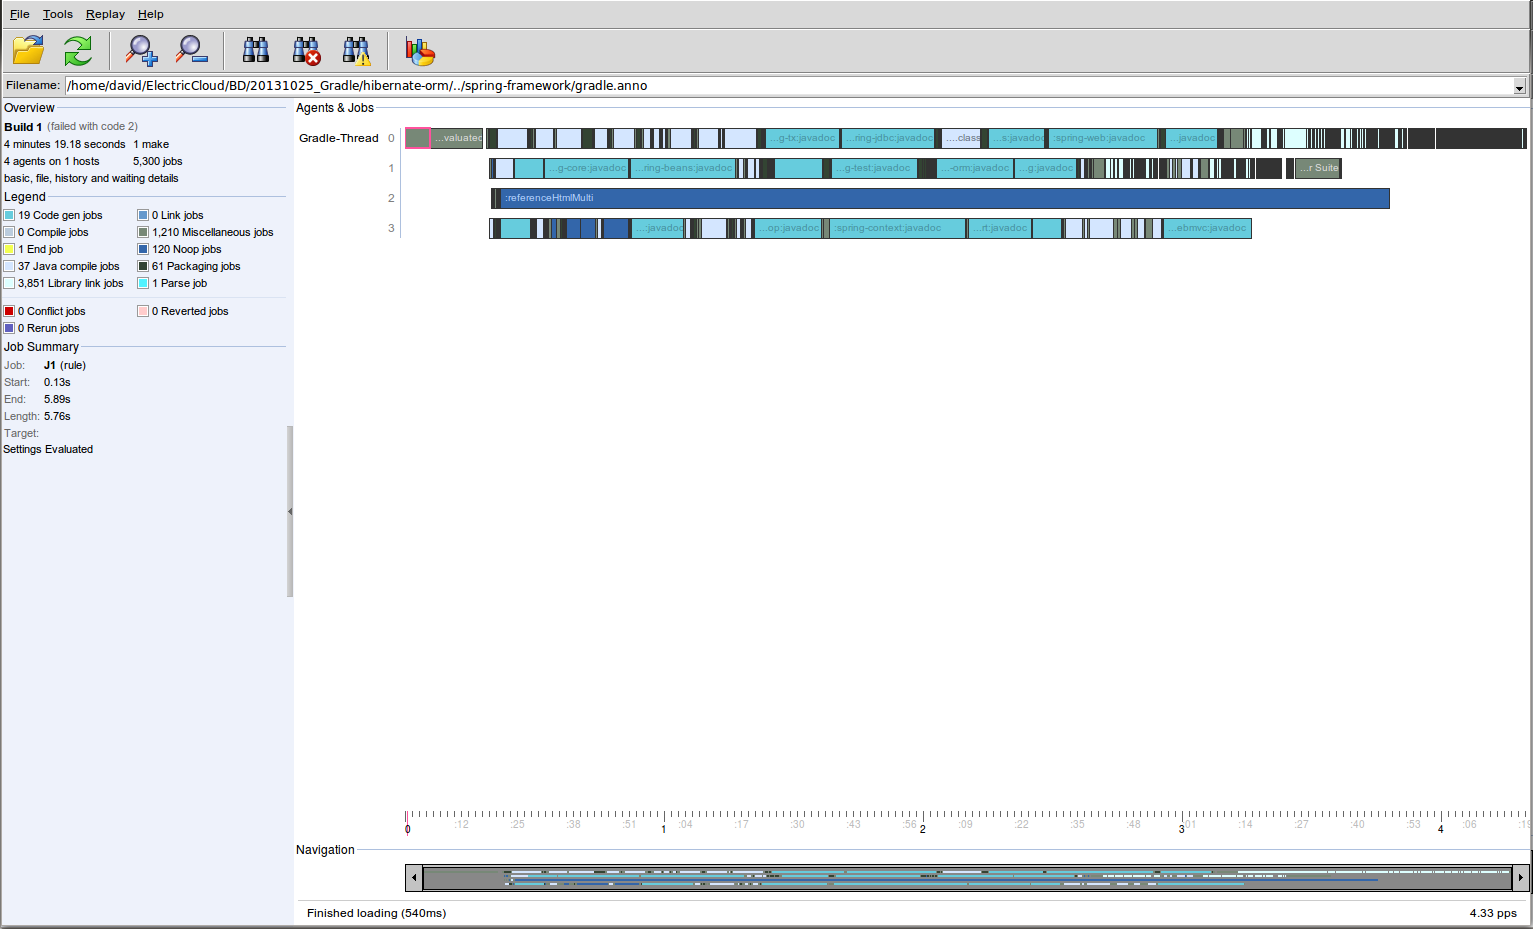 File Tools Replay Help
Filename: /home/david/ElectricCloud/BD/20131025_Gradle/hibernate-orm/../spring-framework/gradle.anno
Overview
Build 1 (failed with code 2)
4 minutes 19.18 seconds 1 make
4 agents on 1 hosts 5,300 jobs
basic, file, history and waiting details
Legend
19 Code gen jobs 0 Link jobs
0 Compile jobs 1,210 Miscellaneous jobs
1 End job 120 Noop jobs
37 Java compile jobs 61 Packaging jobs
3,851 Library link jobs 1 Parse job
0 Conflict jobs 0 Reverted jobs
0 Rerun jobs
Job Summary
Job: J1 (rule)
Start: 0.13s
End: 5.89s
Length: 5.76s
Target:
Settings Evaluated
Agents & Jobs
Gradle-Thread 0 ...valuated ...g-tx:javadoc ...ring-jdbc:javadoc ....class ...s:javadoc :spring-web:javadoc ...javadoc
1 ...g-core:javadoc ...ring-beans:javadoc ...g-test:javadoc ...-orm:javadoc ...g:javadoc ...r Suite
2 :referenceHtmlMulti
3 ...:javadoc ...op:javadoc :spring-context:javadoc ...rt:javadoc ...ebmvc:javadoc
0 :12 :25 :38 :51 1 :04 :17 :30 :43 :56 2 :09 :22 :35 :48 3 :01 :14 :27 :40 :53 4 :06
Navigation
Finished loading (540ms) 4.33 pps